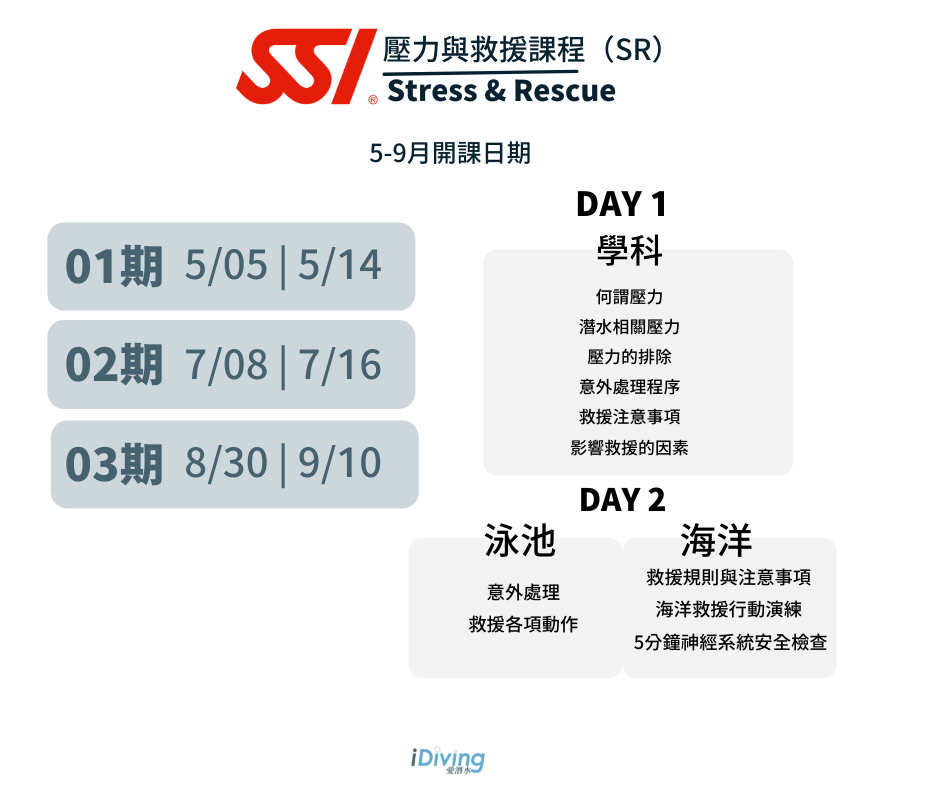 SSI®
壓力與救援課程（SR）
Stress & Rescue
5-9月開課日期
01期 5/05 | 5/14
02期 7/08 | 7/16
03期 8/30 | 9/10
DAY 1
學科
何謂壓力
潛水相關壓力
壓力的排除
意外處理程序
救援注意事項
影響救援的因素
DAY 2
泳池
意外處理
救援各項動作
海洋
救援規則與注意事項
海洋救援行動演練
5分鐘神經系統安全檢查
iDiving
愛潛水